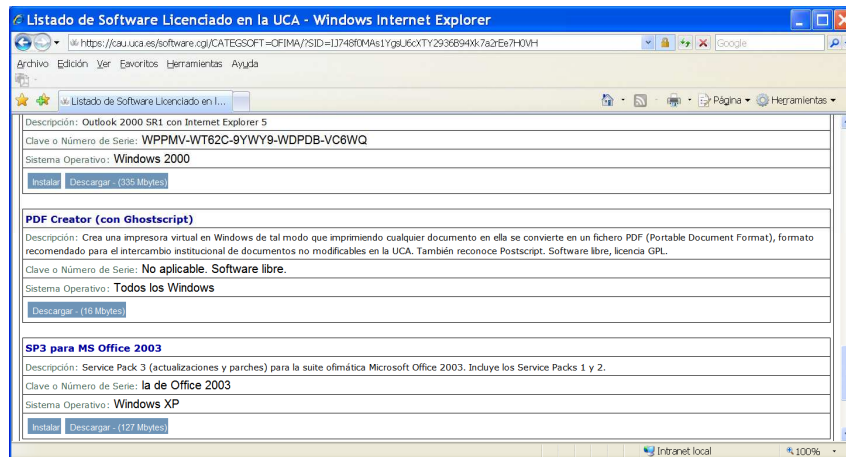 Listado de Software Licenciado en la UCA - Windows Internet Explorer
https://cau.uca.es/software.cgi/CATEGSOFT=OFIMA/?SID=IJ748f0MAs1YgsU6cXTY2936B94Xk7a2rEe7H0VH
Google
Archivo Edición Ver Favoritos Herramientas Ayuda
Listado de Software Licenciado en l...
Página
Herramientas
Descripción: Outlook 2000 SR1 con Internet Explorer 5
Clave o Número de Serie: WPPMV-WT62C-9YWY9-WDPDB-VC6WQ
Sistema Operativo: Windows 2000
Instalar Descargar - (335 Mbytes)
PDF Creator (con Ghostscript)
Descripción: Crea una impresora virtual en Windows de tal modo que imprimiendo cualquier documento en ella se convierte en un fichero PDF (Portable Document Format), formato
recomendado para el intercambio institucional de documentos no modificables en la UCA. También reconoce Postscript. Software libre, licencia GPL.
Clave o Número de Serie: No aplicable. Software libre.
Sistema Operativo: Todos los Windows
Descargar - (16 Mbytes)
SP3 para MS Office 2003
Descripción: Service Pack 3 (actualizaciones y parches) para la suite ofimática Microsoft Office 2003. Incluye los Service Packs 1 y 2.
Clave o Número de Serie: la de Office 2003
Sistema Operativo: Windows XP
Instalar Descargar - (127 Mbytes)
Intranet local
100%